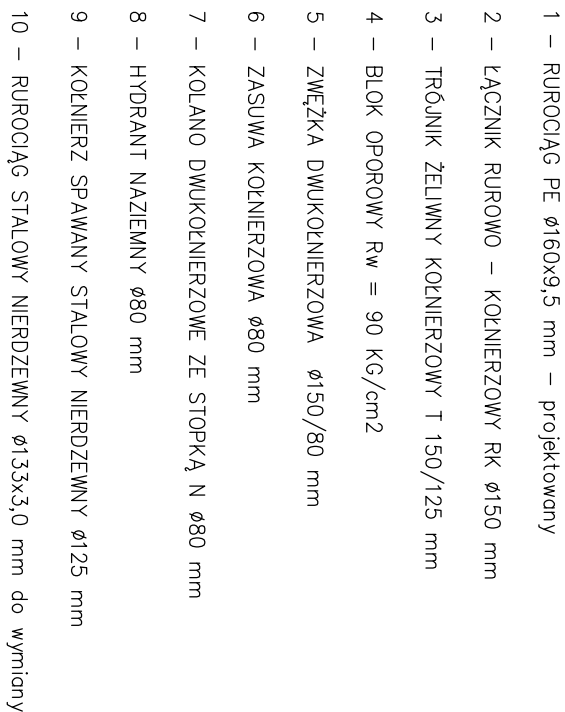 1 – RUROCIĄG PE ø160x9,5 mm – projektowany
2 – ŁĄCZNIK RUROWO – KOŁNIERZOWY RK ø150 mm
3 – TRÓJNIK ŻELIWNY KOŁNIERZOWY T 150/125 mm
4 – BLOK OPOROWY Rw = 90 KG/cm2
5 – ZWĘŻKA DWUKOŁNIERZOWA ø150/80 mm
6 – ZASUWA KOŁNIERZOWA ø80 mm
7 – KOLANO DWUKOŁNIERZOWE ZE STOPKĄ N ø80 mm
8 – HYDRANT NAZIEMNY ø80 mm
9 – KOŁNIERZ SPAWANY STALOWY NIERDZEWNY ø125 mm
10 – RUROCIĄG STALOWY NIERDZEWNY ø133x3,0 mm do wymiany